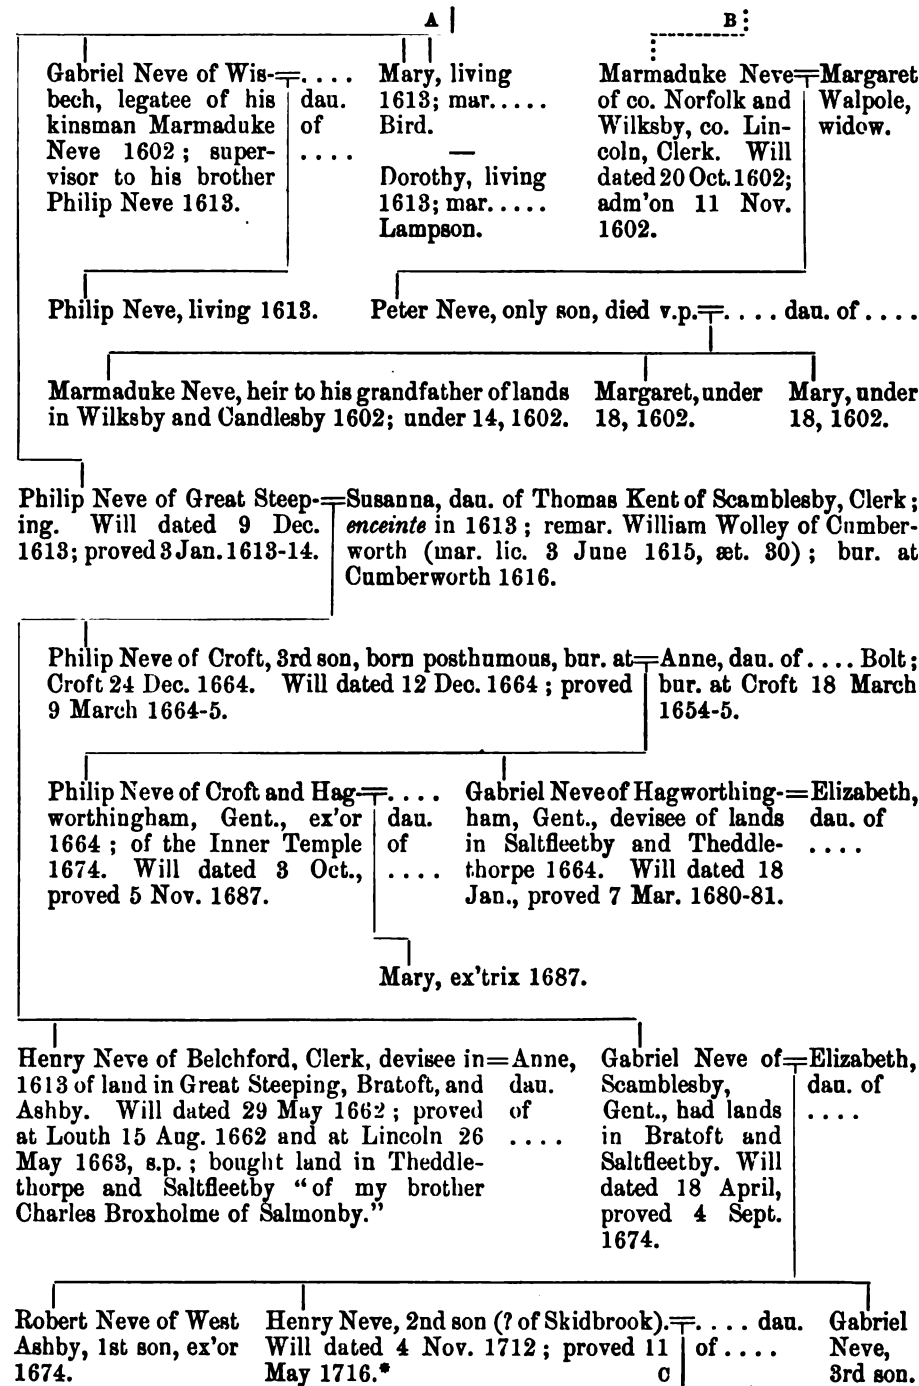 A B
Gabriel Neve of Wis-
bech, legatee of his
kinsman Marmaduke
Neve 1602; super-
visor to his brother
Philip Neve 1613.
= . . . .
dau.
of
. . . .
Mary, living
1613; mar. . . . .
Bird.
—
Dorothy, living
1613; mar. . . . .
Lampson.
Marmaduke Neve=
of co. Norfolk and
Wilksby, co. Lin-
coln, Clerk. Will
dated 20 Oct. 1602;
adm'on 11 Nov.
1602.
Margaret
Walpole,
widow.
Philip Neve, living 1613.
Peter Neve, only son, died v.p.= . . . . dau. of . . . .
Marmaduke Neve, heir to his grandfather of lands
in Wilksby and Candlesby 1602; under 14, 1602.
Margaret, under
18, 1602.
Mary, under
18, 1602.
Philip Neve of Great Steep-
ing. Will dated 9 Dec.
1613; proved 3 Jan. 1613-14.
=Susanna, dau. of Thomas Kent of Scamblesby, Clerk;
enceinte in 1613; remar. William Wolley of Cumber-
worth (mar. lic. 3 June 1615, æt. 30); bur. at
Cumberworth 1616.
Philip Neve of Croft, 3rd son, born posthumous, bur. at
Croft 24 Dec. 1664. Will dated 12 Dec. 1664; proved
9 March 1664-5.
=Anne, dau. of . . . . Bolt;
bur. at Croft 18 March
1654-5.
Philip Neve of Croft and Hag-
worthingham, Gent., ex'or
1664; of the Inner Temple
1674. Will dated 3 Oct.,
proved 5 Nov. 1687.
= . . . .
dau.
of
. . . .
Gabriel Neve of Hagworthing-
ham, Gent., devisee of lands
in Saltfleetby and Theddle-
thorpe 1664. Will dated 18
Jan., proved 7 Mar. 1680-81.
=Elizabeth,
dau. of
. . . .
Mary, ex'trix 1687.
Henry Neve of Belchford, Clerk, devisee in
1613 of land in Great Steeping, Bratoft, and
Ashby. Will dated 29 May 1662; proved
at Louth 15 Aug. 1662 and at Lincoln 26
May 1663, s.p.; bought land in Theddle-
thorpe and Saltfleetby "of my brother
Charles Broxholme of Salmonby."
=Anne,
dau.
of
. . . .
Gabriel Neve of
Scamblesby,
Gent., had lands
in Bratoft and
Saltfleetby. Will
dated 18 April,
proved 4 Sept.
1674.
=Elizabeth,
dau. of
. . . .
Robert Neve of West
Ashby, 1st son, ex'or
1674.
Henry Neve, 2nd son (? of Skidbrook).
Will dated 4 Nov. 1712; proved 11
May 1716.* C
= . . . . dau.
of . . . .
Gabriel
Neve,
3rd son.